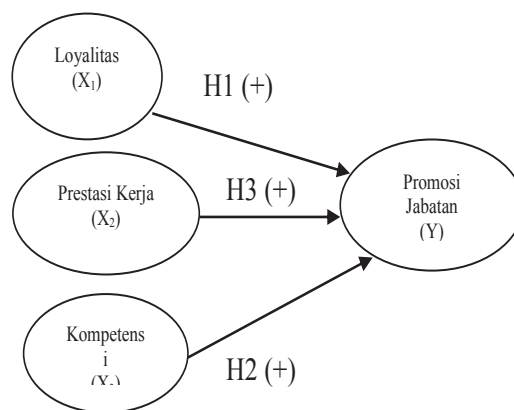 Loyalitas
(X₁)
H1 (+)
Prestasi Kerja
(X₂)
H3 (+)
Promosi
Jabatan
(Y)
Kompetens
i
H2 (+)